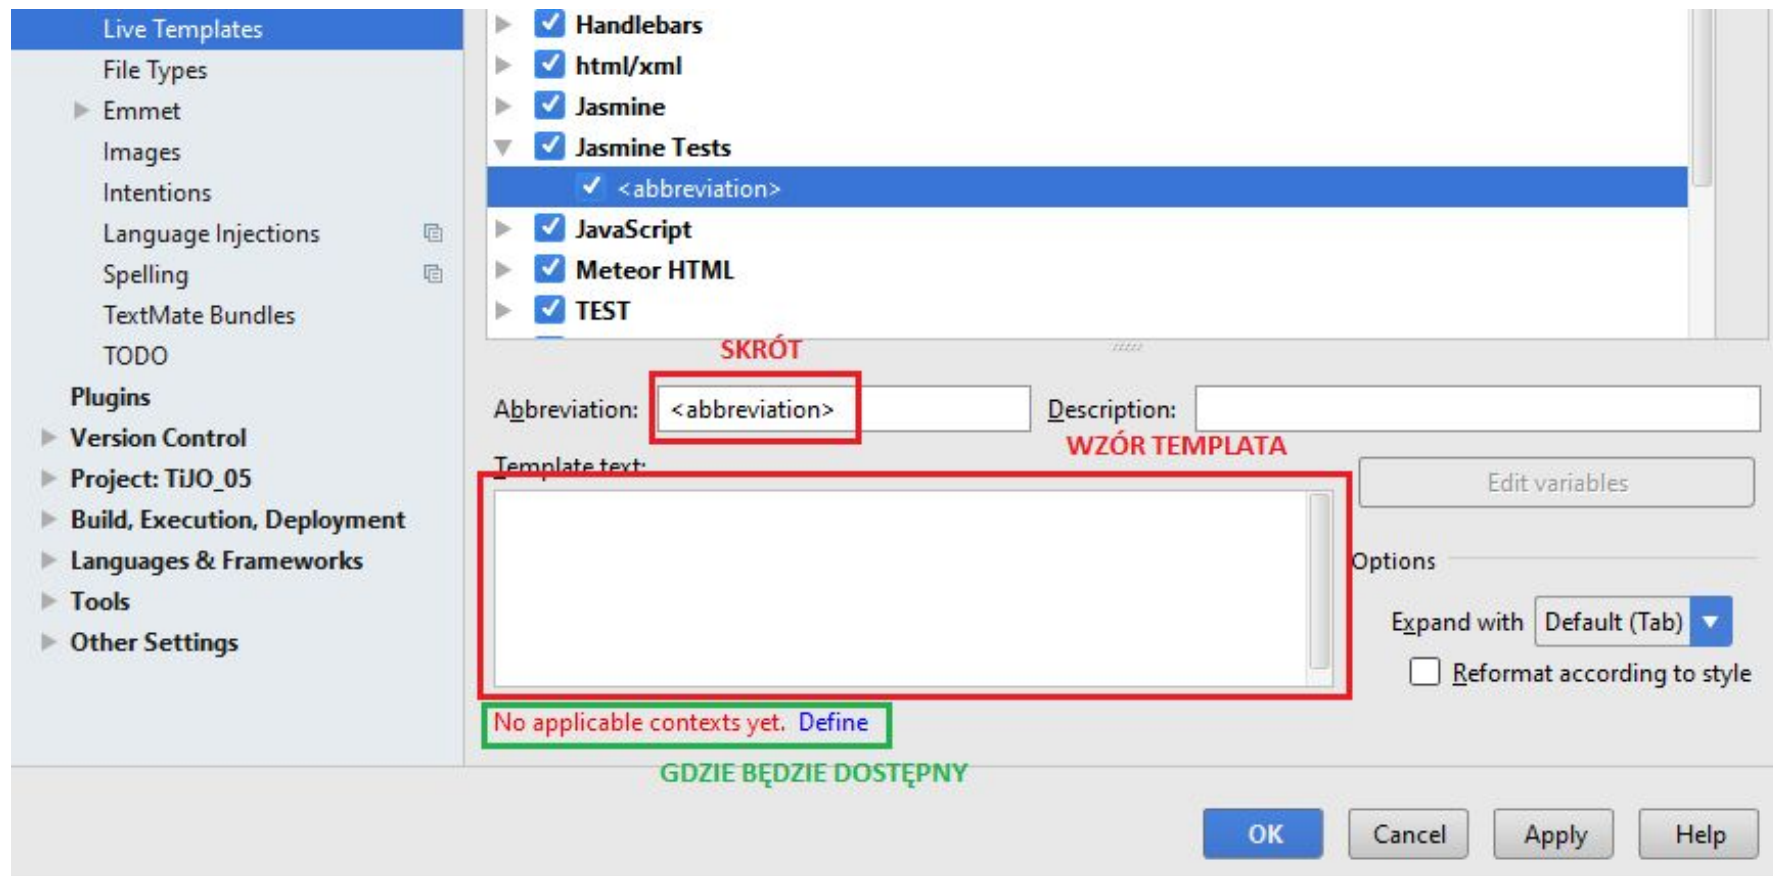 Live Templates
File Types
Emmet
Images
Intentions
Language Injections
Spelling
TextMate Bundles
TODO
Plugins
Version Control
Project: TiJO_05
Build, Execution, Deployment
Languages & Frameworks
Tools
Other Settings
Handlebars
html/xml
Jasmine
Jasmine Tests
<abbreviation>
JavaScript
Meteor HTML
TEST
SKRÓT
Abbreviation: <abbreviation> Description:
WZÓR TEMPLATA
Template text:
Edit variables
Options
Expand with Default (Tab)
Reformat according to style
No applicable contexts yet. Define
GDZIE BĘDZIE DOSTĘPNY
OK Cancel Apply Help